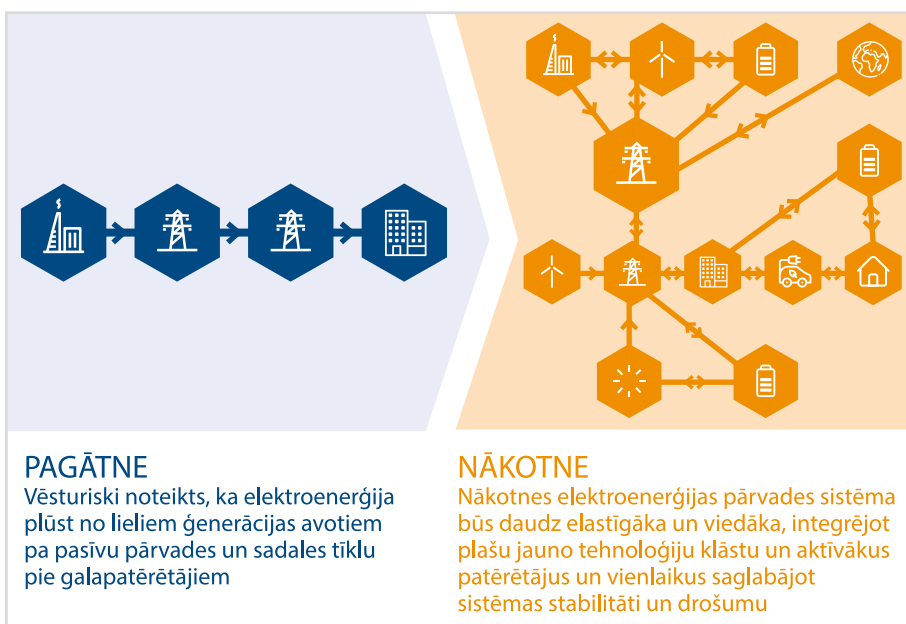 PAGĀTNE
Vēsturiski noteikts, ka elektroenerģija
plūst no lieliem ģenerācijas avotiem
pa pasīvu pārvades un sadales tīklu
pie galapatērētājiem
NĀKOTNE
Nākotnes elektroenerģijas pārvades sistēma
būs daudz elastīgāka un viedāka, integrējot
plašu jauno tehnoloģiju klāstu un aktīvākus
patērētājus un vienlaikus saglabājot
sistēmas stabilitāti un drošumu